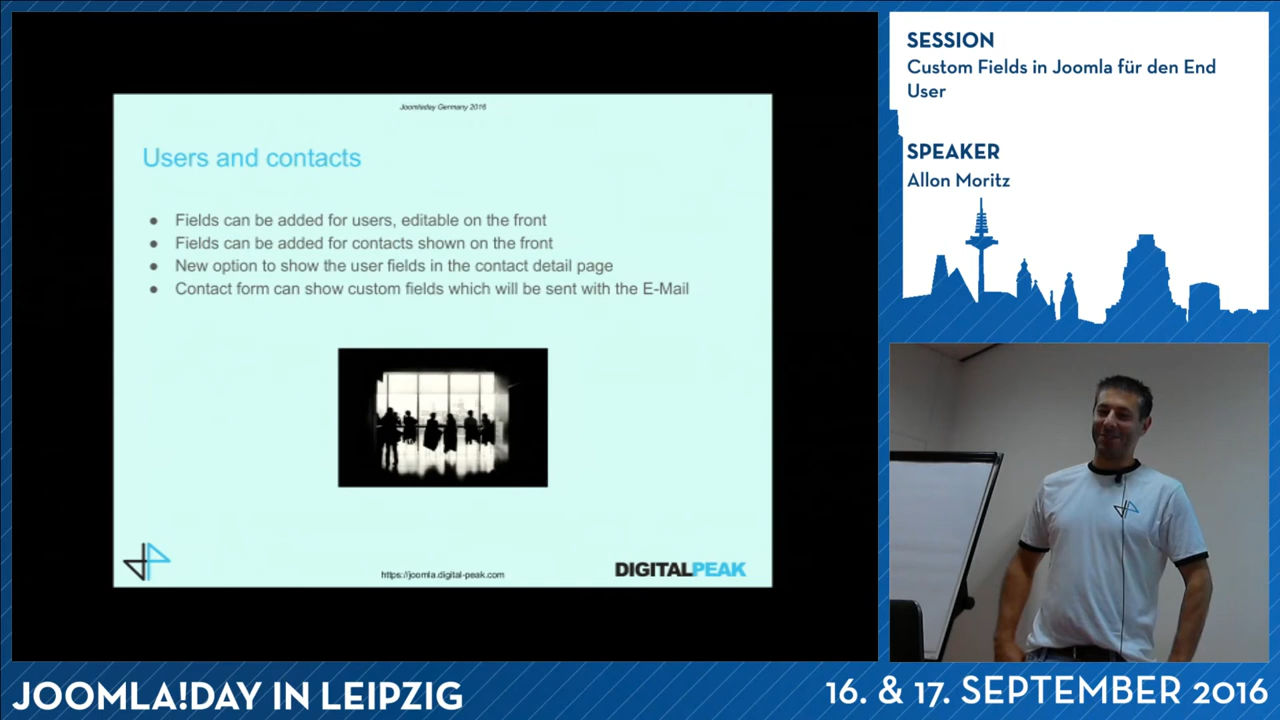 Joomladay Germany 2016
Users and contacts
● Fields can be added for users, editable on the front
● Fields can be added for contacts shown on the front
● New option to show the user fields in the contact detail page
● Contact form can show custom fields which will be sent with the E-Mail
https://joomla.digital-peak.com
DIGITALPEAK
SESSION
Custom Fields in Joomla für den End
User
SPEAKER
Allon Moritz
JOOMLA!DAY IN LEIPZIG
16. & 17. SEPTEMBER 2016